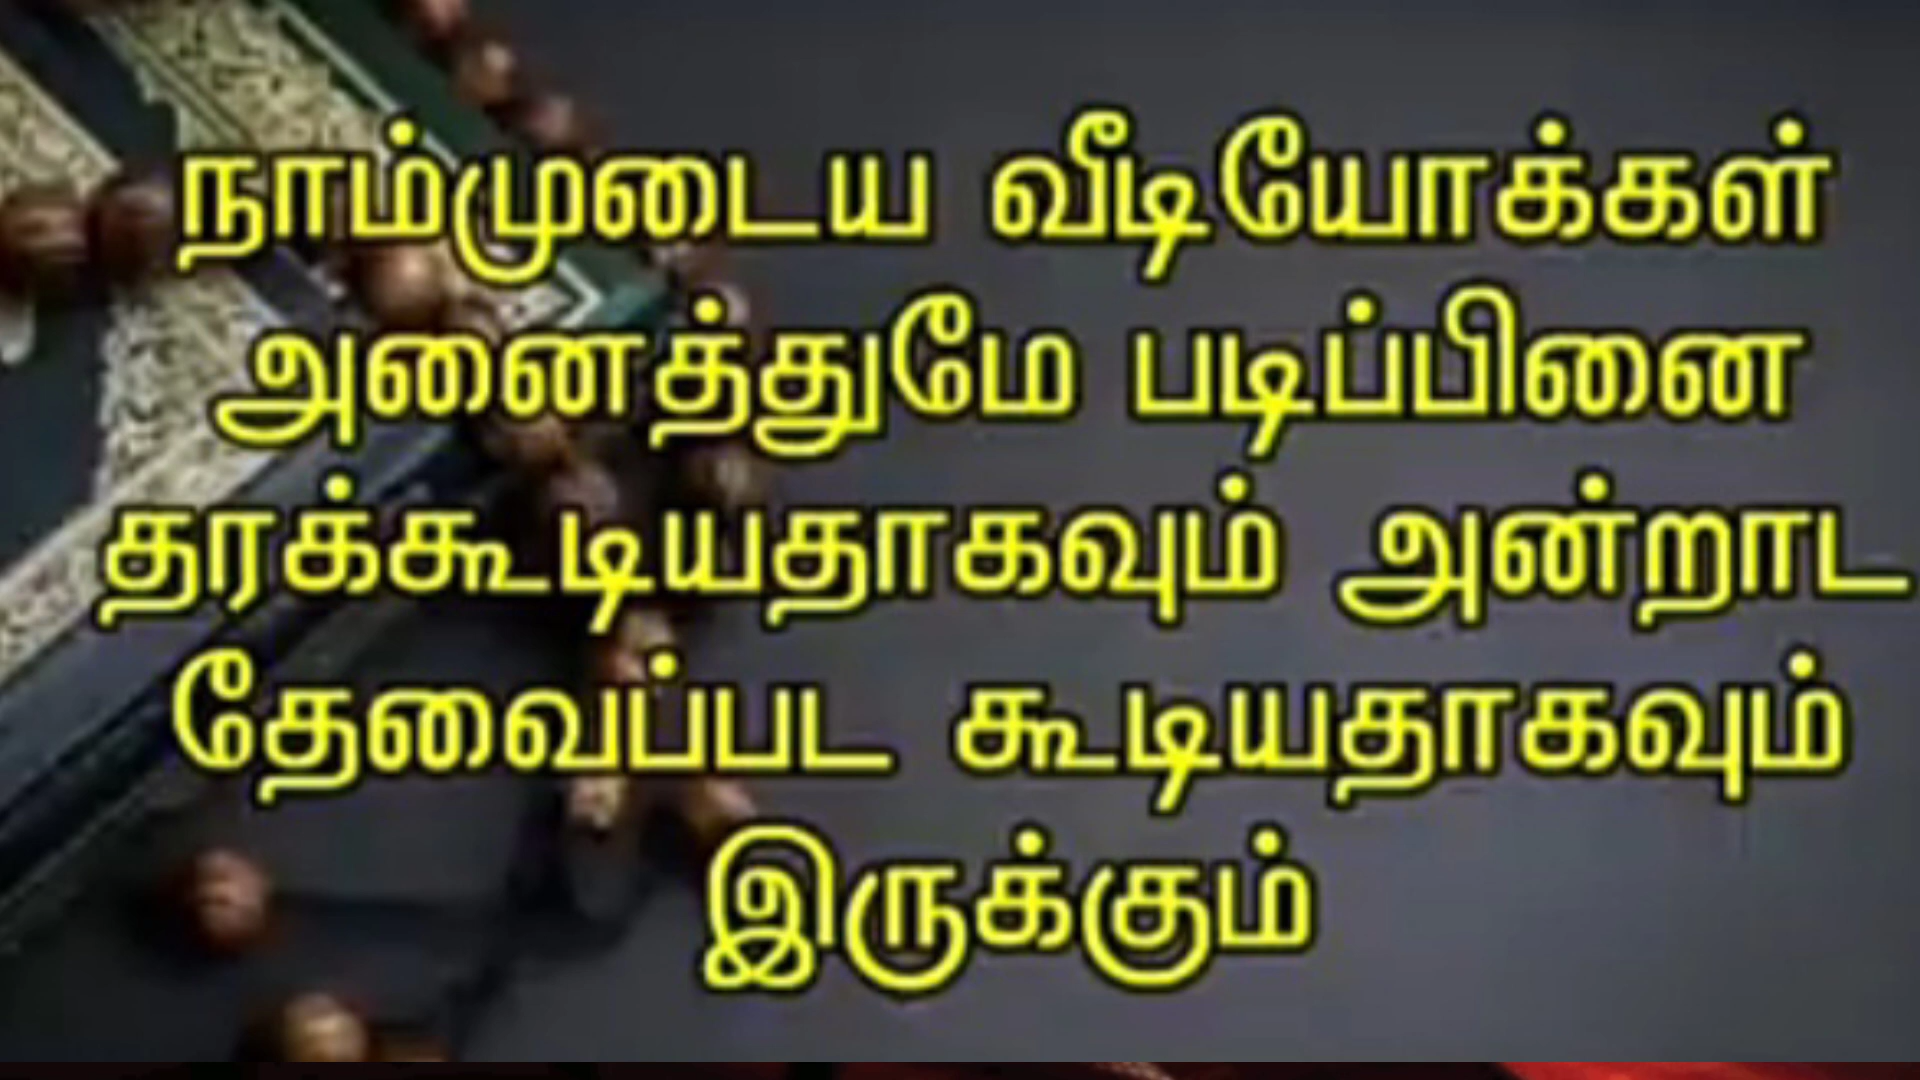 நாம்முடைய வீடியோக்கள்
அனைத்துமே படிப்பினை
தரக்கூடியதாகவும் அன்றாட
தேவைப்பட கூடியதாகவும்
இருக்கும்